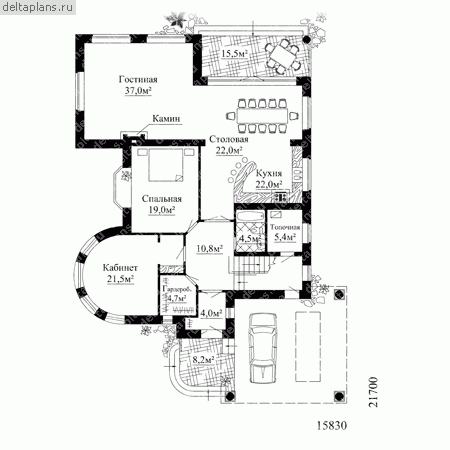 deltaplans.ru
15,5м²
Гостиная
37,0м²
Камин
Столовая
22,0м²
Кухня
22,0м²
Спальная
19,0м²
Топочная
5,4м²
4,5м²
10,8м²
Кабинет
21,5м²
Гардероб.
4,7м²
4,0м²
8,2м²
21700
15830